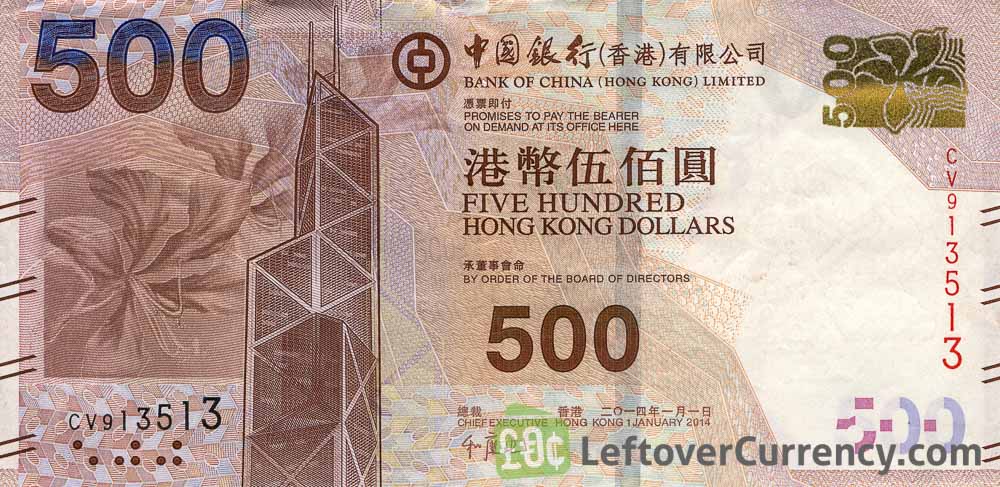 500
中國銀行(香港)有限公司
BANK OF CHINA (HONG KONG) LIMITED
憑票即付
PROMISES TO PAY THE BEARER
ON DEMAND AT ITS OFFICE HERE
港幣伍佰圓
FIVE HUNDRED
HONG KONG DOLLARS
承董事會命
BY ORDER OF THE BOARD OF DIRECTORS
500
總裁 香港 二○一四年一月一日
CHIEF EXECUTIVE HONG KONG 1 JANUARY 2014
500
CV913513
CV913513
500
LeftoverCurrency.com